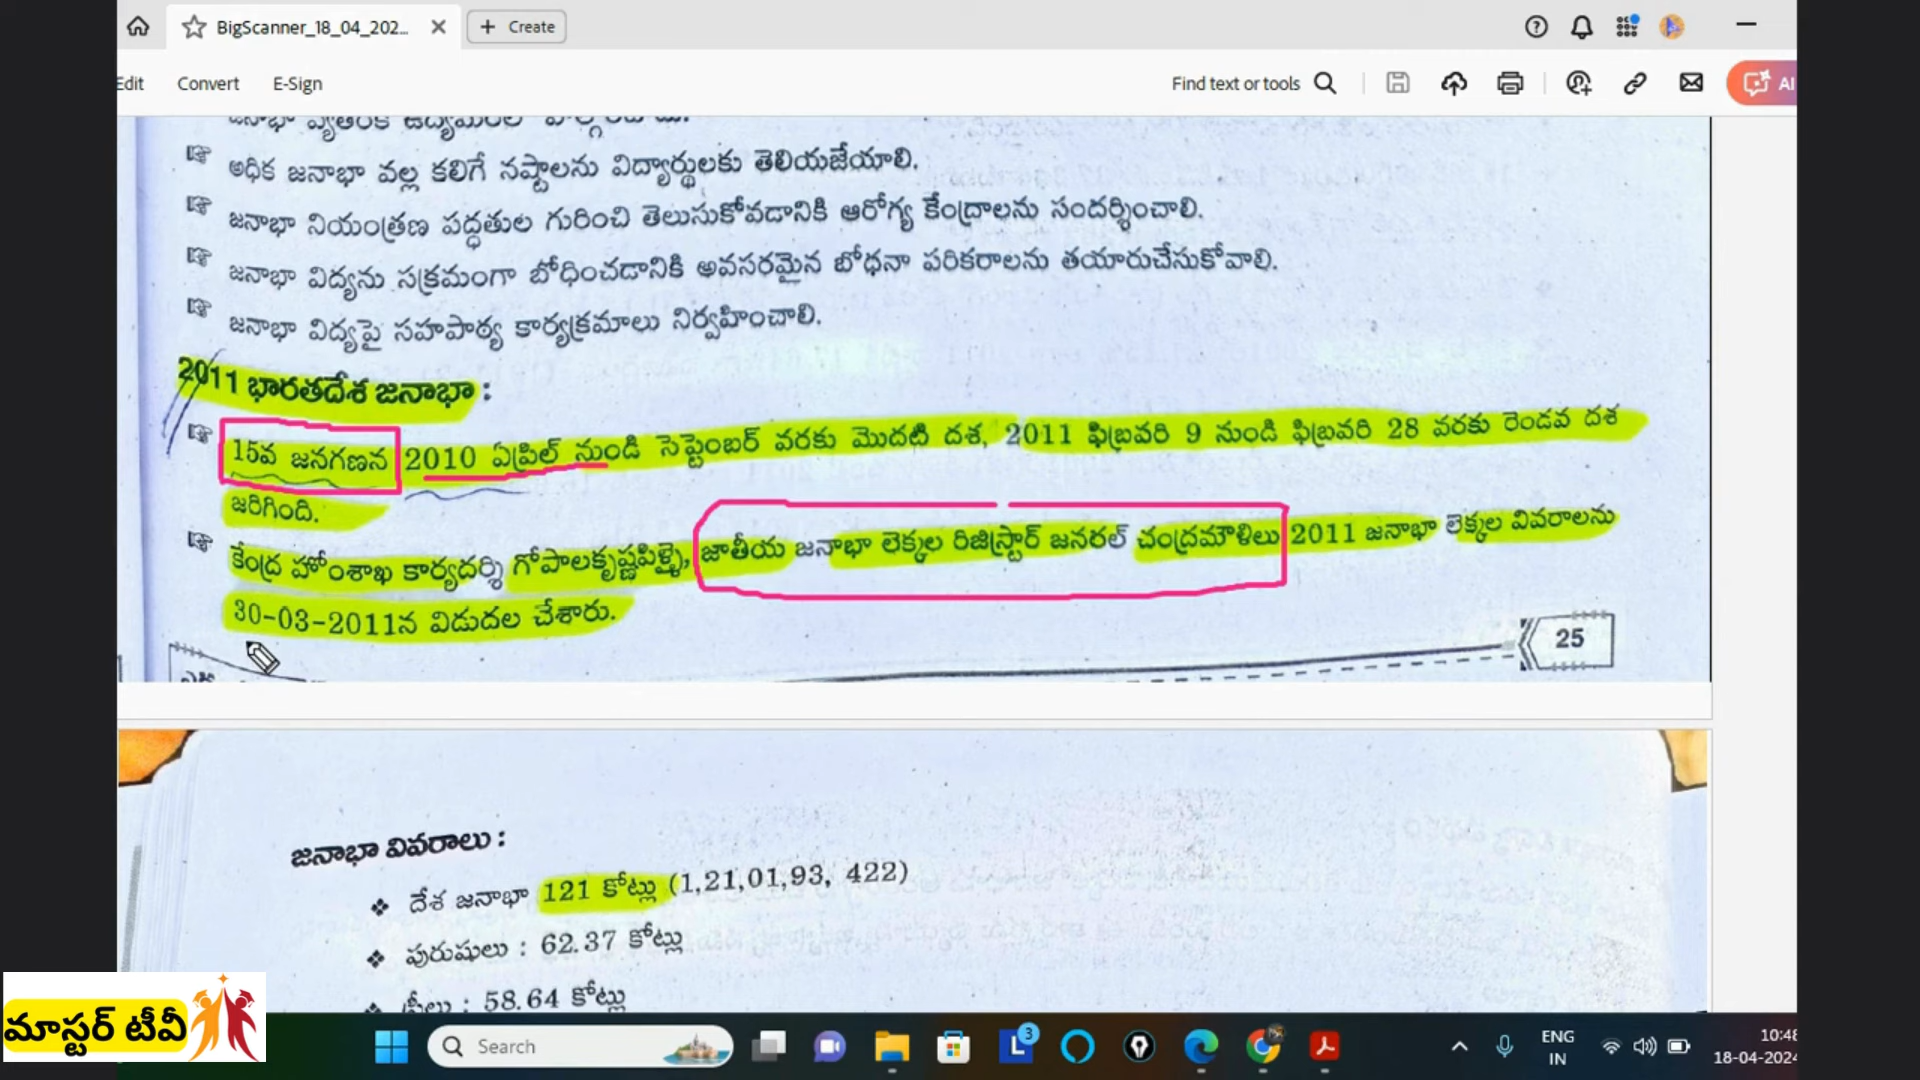 BigScanner_18_04_202...
Create
Edit
Convert
E-Sign
Find text or tools
AI
అధిక జనాభా వల్ల కలిగే నష్టాలను విద్యార్థులకు తెలియజేయాలి.
జనాభా నియంత్రణ పద్ధతుల గురించి తెలుసుకోవడానికి ఆరోగ్య కేంద్రాలను సందర్శించాలి.
జనాభా విద్యను సక్రమంగా బోధించడానికి అవసరమైన బోధనా పరికరాలను తయారుచేసుకోవాలి.
జనాభా విద్యపై సహపాఠ్య కార్యక్రమాలు నిర్వహించాలి.
2011 భారతదేశ జనాభా :
15వ జనగణన 2010 ఏప్రిల్ నుండి సెప్టెంబర్ వరకు మొదటి దశ, 2011 ఫిబ్రవరి 9 నుండి ఫిబ్రవరి 28 వరకు రెండవ దశ
జరిగింది.
కేంద్ర హోంశాఖ కార్యదర్శి గోపాలకృష్ణపిళ్ళై, జాతీయ జనాభా లెక్కల రిజిస్ట్రార్ జనరల్ చంద్రమౌళిలు 2011 జనాభా లెక్కల వివరాలను
30-03-2011న విడుదల చేశారు.
25
జనాభా వివరాలు :
దేశ జనాభా 121 కోట్లు (1,21,01,93, 422)
పురుషులు : 62.37 కోట్లు
స్త్రీలు : 58.64 కోట్లు
మాస్టర్ టీవీ
Search
3
ENG
IN
10:48
18-04-2024